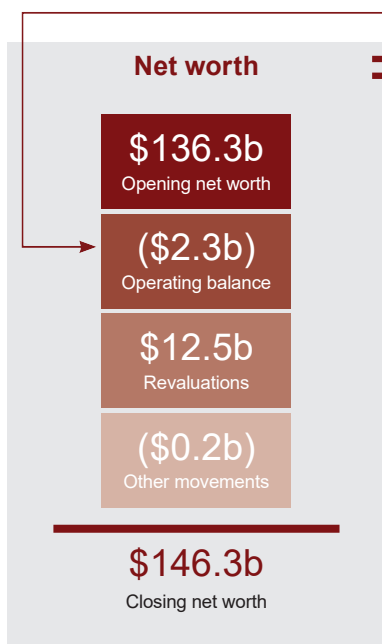 Net worth
$136.3b
Opening net worth
($2.3b)
Operating balance
$12.5b
Revaluations
($0.2b)
Other movements
$146.3b
Closing net worth